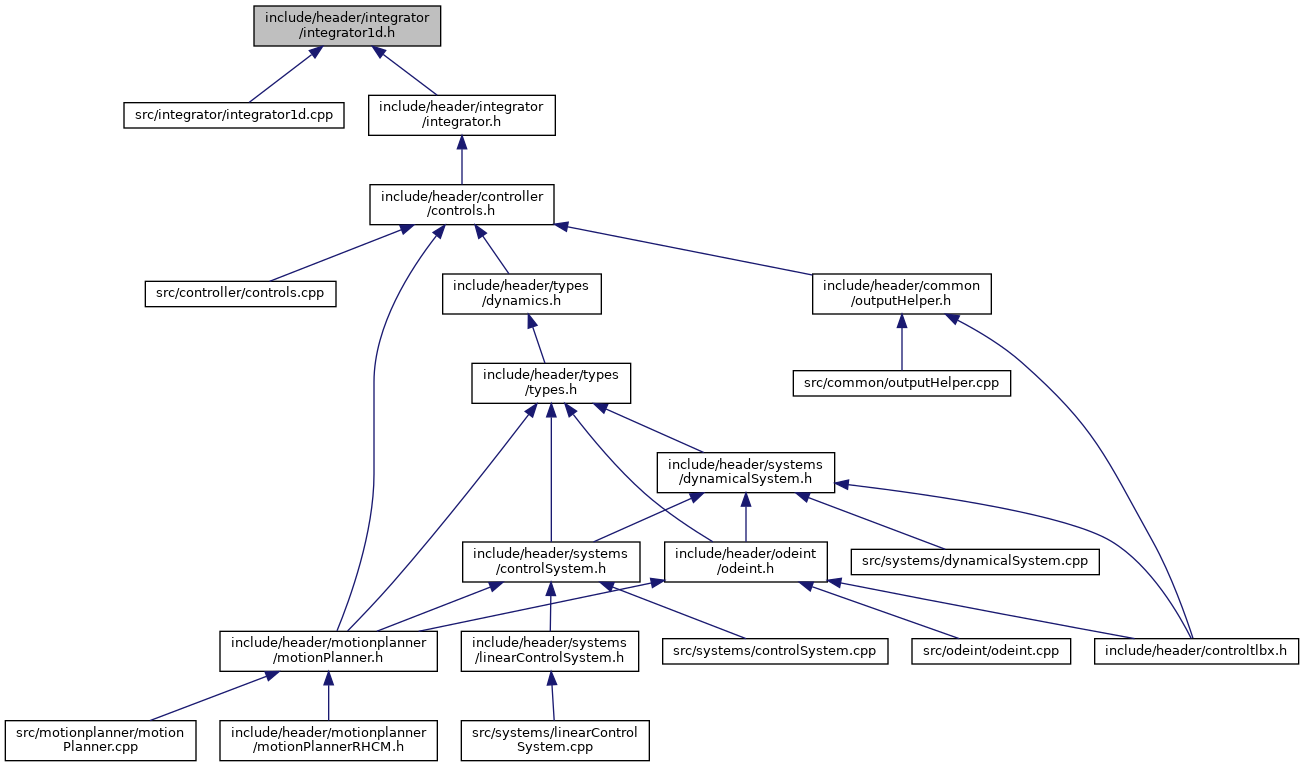 include/header/integrator
/integrator1d.h
src/integrator/integrator1d.cpp
include/header/integrator
/integrator.h
include/header/controller
/controls.h
src/controller/controls.cpp
include/header/types
/dynamics.h
include/header/common
/outputHelper.h
include/header/types
/types.h
src/common/outputHelper.cpp
include/header/systems
/dynamicalSystem.h
include/header/systems
/controlSystem.h
include/header/odeint
/odeint.h
src/systems/dynamicalSystem.cpp
include/header/motionplanner
/motionPlanner.h
include/header/systems
/linearControlSystem.h
src/systems/controlSystem.cpp
src/odeint/odeint.cpp
include/header/controltlbx.h
src/motionplanner/motion
Planner.cpp
include/header/motionplanner
/motionPlannerRHCM.h
src/systems/linearControl
System.cpp